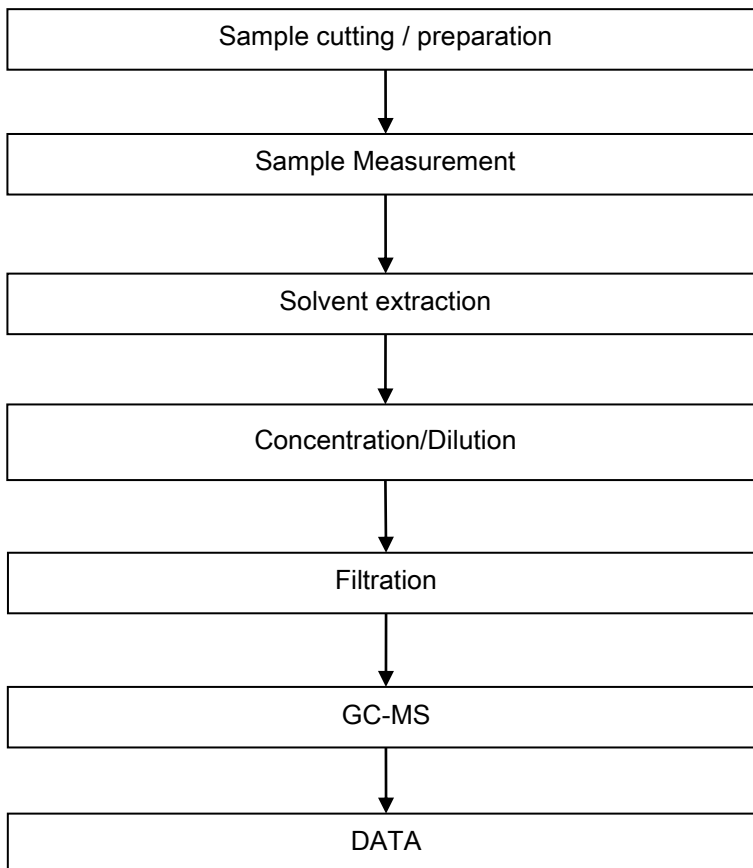 Sample cutting / preparation
Sample Measurement
Solvent extraction
Concentration/Dilution
Filtration
GC-MS
DATA